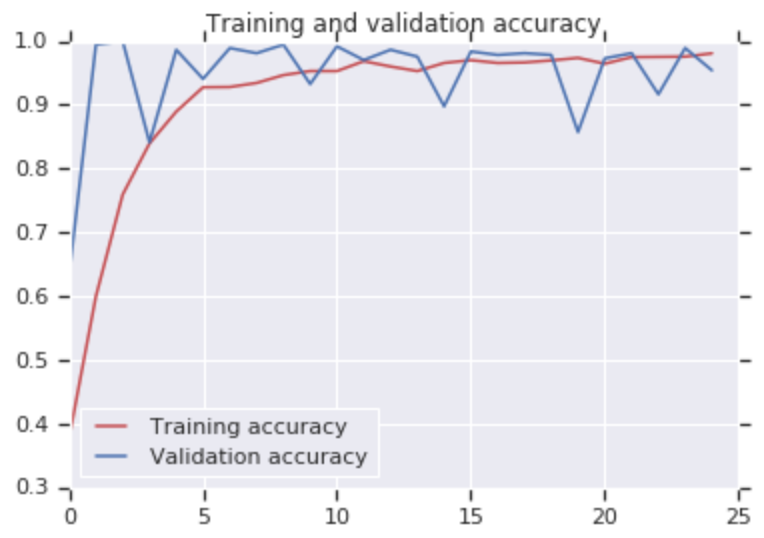 Training and validation accuracy
1.0
0.9
0.8
0.7
0.6
0.5
0.4
0.3
Training accuracy
Validation accuracy
0 5 10 15 20 25